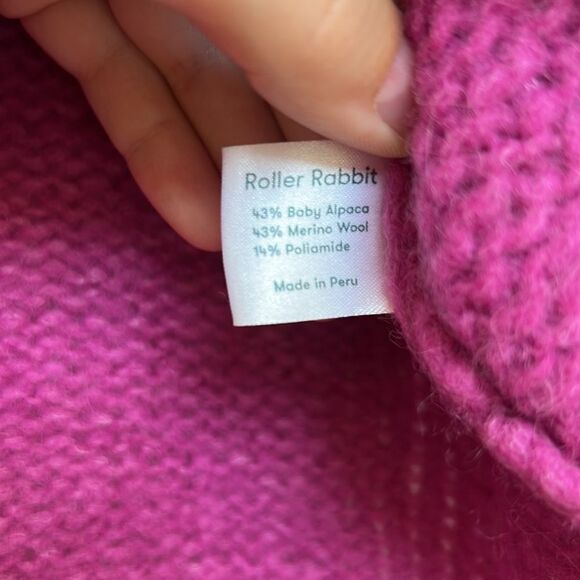 Roller Rabbit
43% Baby Alpaca
43% Merino Wool
14% Poliamide
Made in Peru